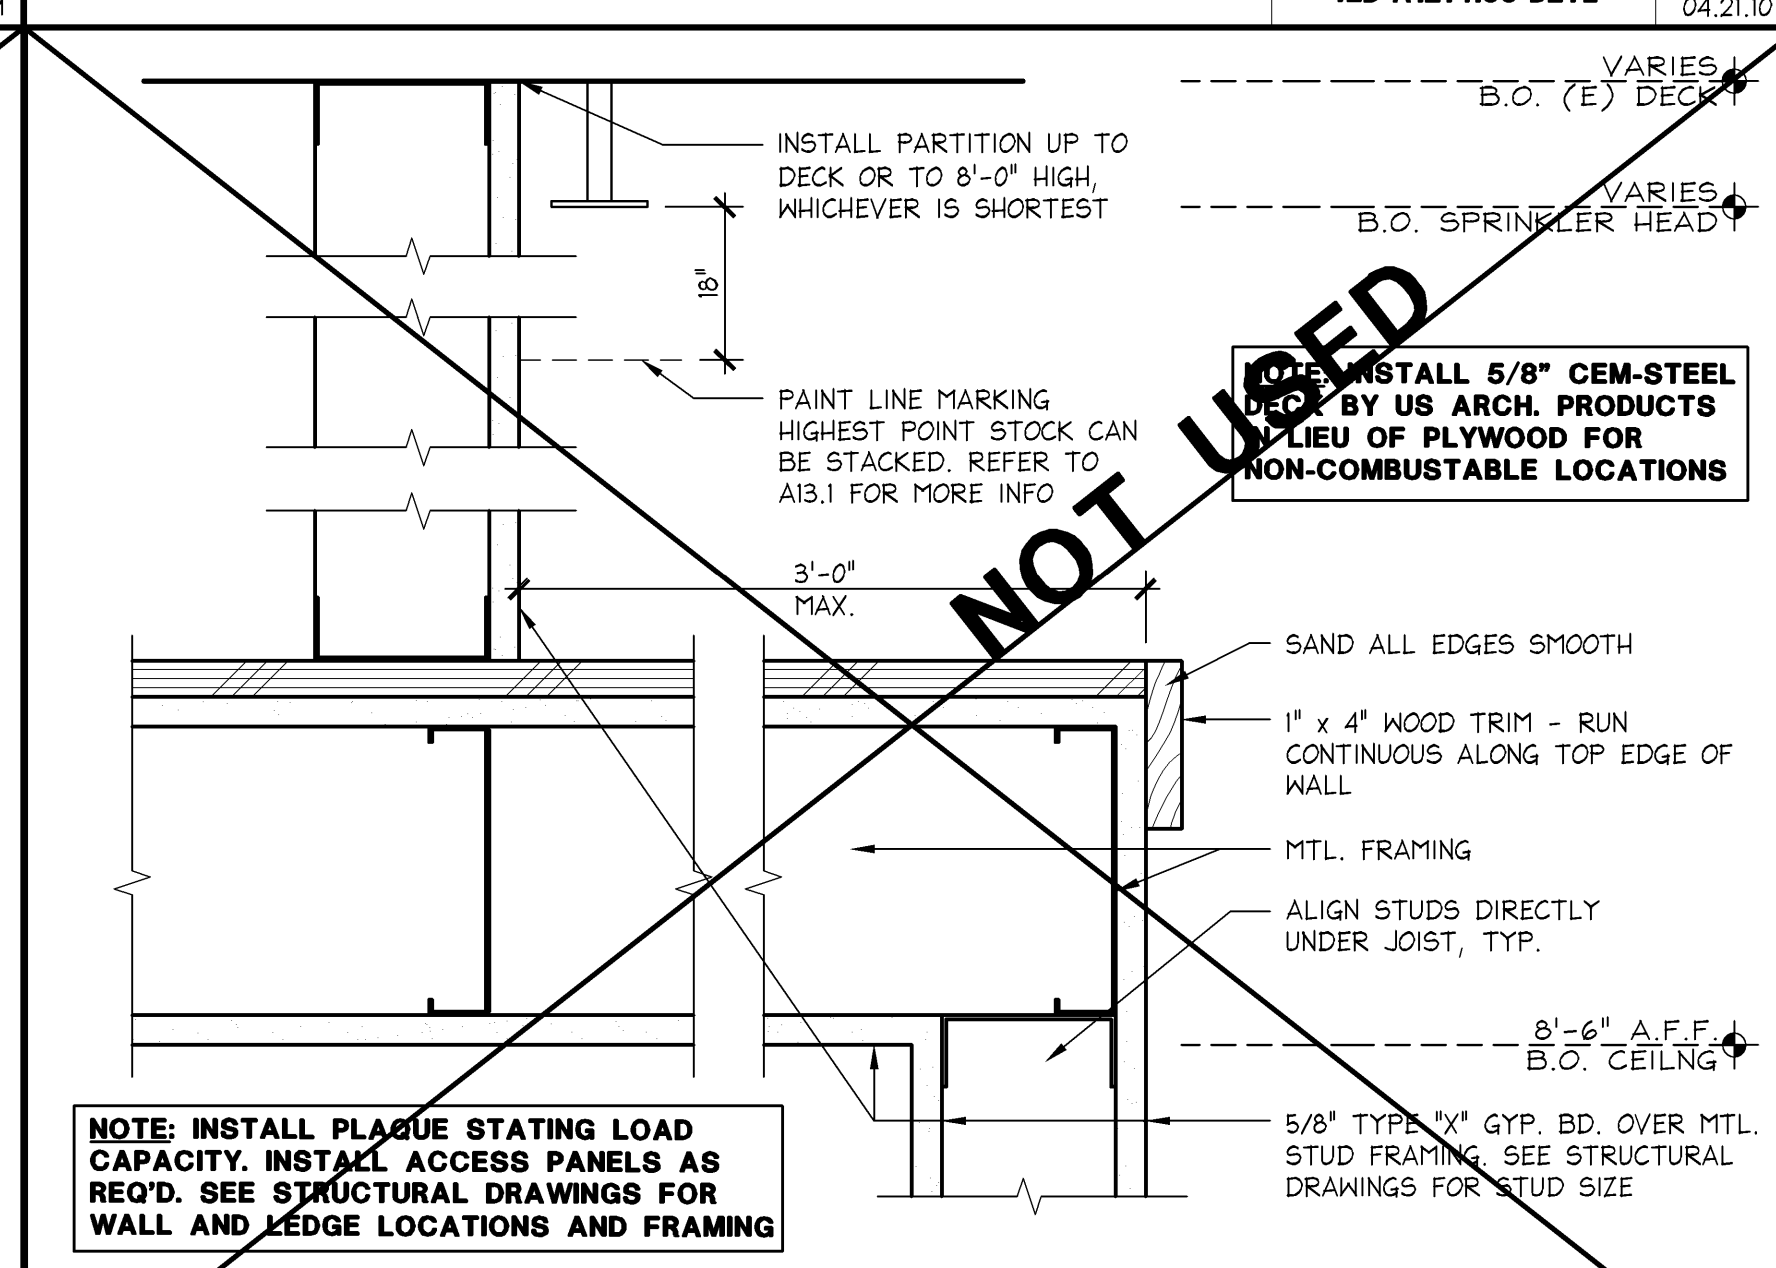 04.21.10
VARIES
B.O. (E) DECK
INSTALL PARTITION UP TO
DECK OR TO 8'-0" HIGH,
WHICHEVER IS SHORTEST
VARIES
B.O. SPRINKLER HEAD
18"
NOT USED
NOTE: INSTALL 5/8" CEM-STEEL
DECK BY US ARCH. PRODUCTS
IN LIEU OF PLYWOOD FOR
NON-COMBUSTABLE LOCATIONS
PAINT LINE MARKING
HIGHEST POINT STOCK CAN
BE STACKED. REFER TO
A13.1 FOR MORE INFO
3'-0"
MAX.
SAND ALL EDGES SMOOTH
1" x 4" WOOD TRIM - RUN
CONTINUOUS ALONG TOP EDGE OF
WALL
MTL. FRAMING
ALIGN STUDS DIRECTLY
UNDER JOIST, TYP.
8'-6" A.F.F.
B.O. CEILNG
5/8" TYPE "X" GYP. BD. OVER MTL.
STUD FRAMING. SEE STRUCTURAL
DRAWINGS FOR STUD SIZE
NOTE: INSTALL PLAQUE STATING LOAD
CAPACITY. INSTALL ACCESS PANELS AS
REQ'D. SEE STRUCTURAL DRAWINGS FOR
WALL AND LEDGE LOCATIONS AND FRAMING